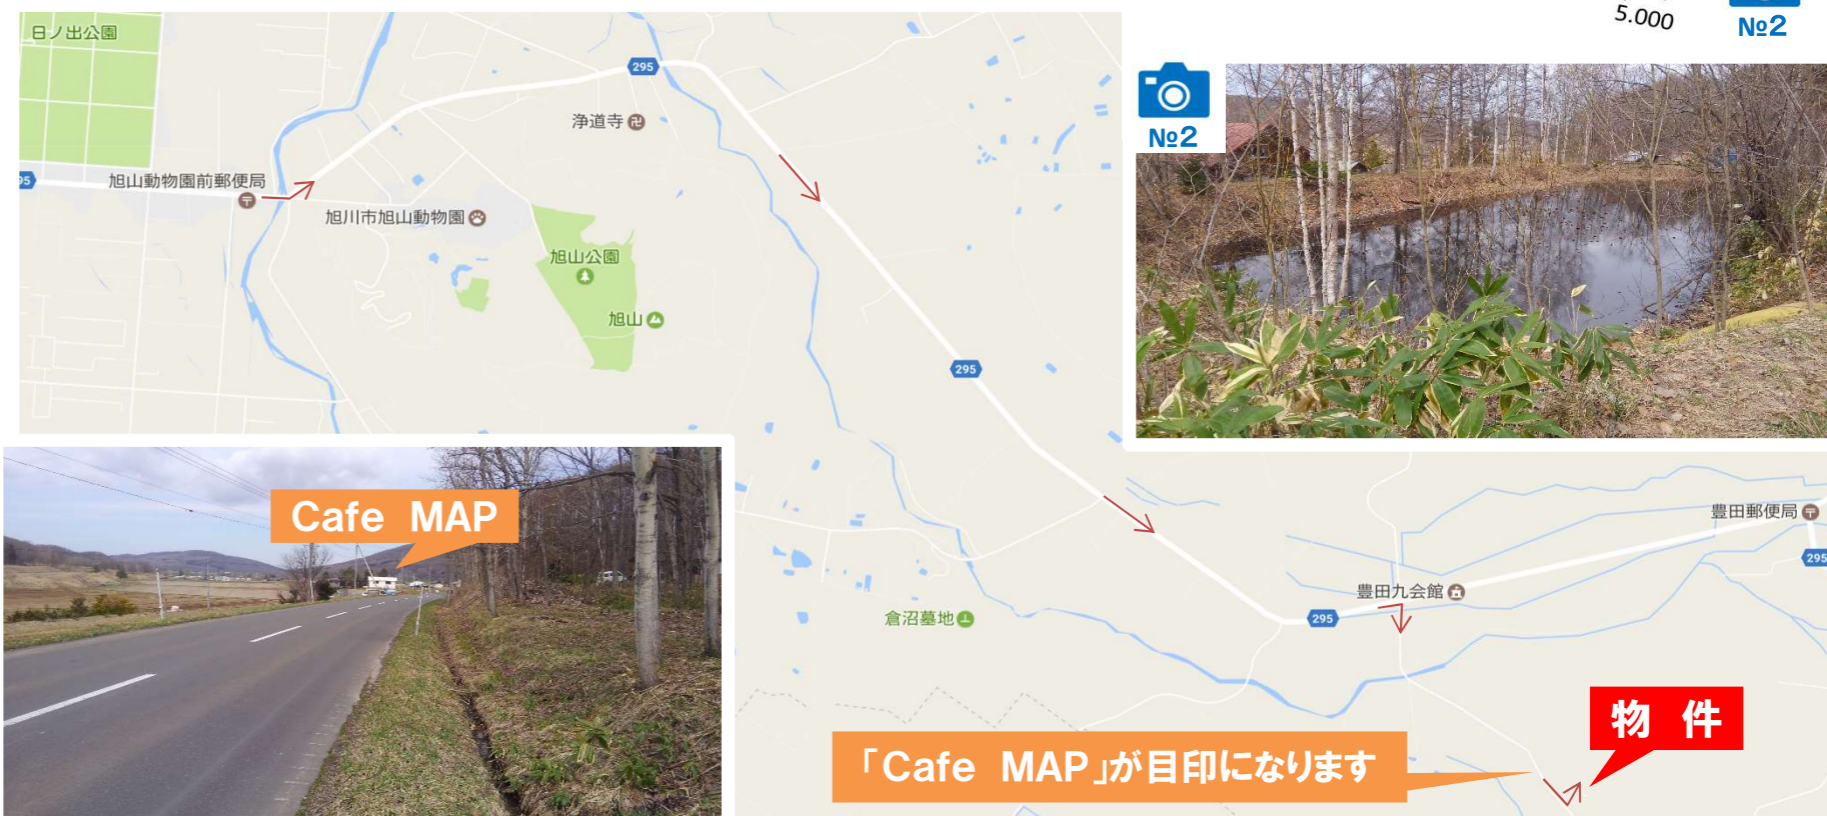 5.000
№2
日ノ出公園
295
№2
浄道寺
旭山動物園前郵便局
旭川市旭山動物園
旭山公園
旭山
295
Cafe MAP
豊田郵便局
295
豊田九会館
倉沼墓地
295
物 件
「Cafe MAP」が目印になります